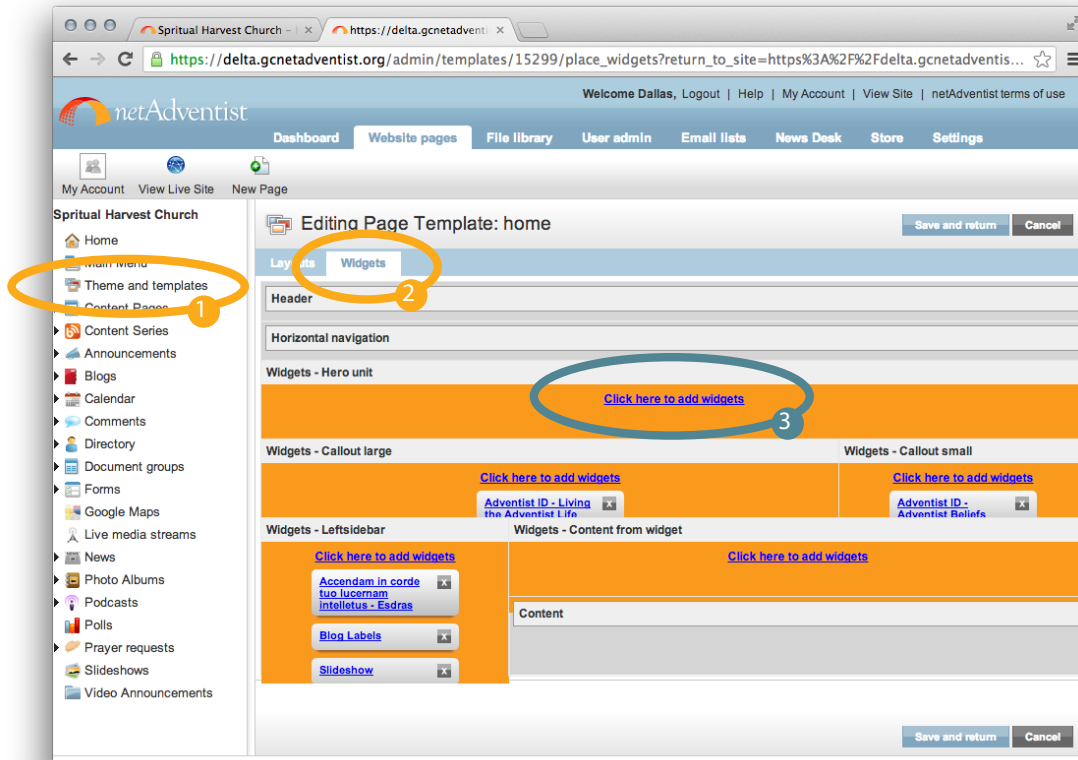 Spritual Harvest Church – |
https://delta.gcnetadventi
https://delta.gcnetadventist.org/admin/templates/15299/place_widgets?return_to_site=https%3A%2F%2Fdelta.gcnetadventis...
Welcome Dallas, Logout | Help | My Account | View Site | netAdventist terms of use
netAdventist
Dashboard Website pages File library User admin Email lists News Desk Store Settings
My Account View Live Site New Page
Spritual Harvest Church
Home
Main Menu
Theme and templates
1
Content Pages
Content Series
Announcements
Blogs
Calendar
Comments
Directory
Document groups
Forms
Google Maps
Live media streams
News
Photo Albums
Podcasts
Polls
Prayer requests
Slideshows
Video Announcements
Editing Page Template: home
Save and return Cancel
Layouts Widgets
2
Header
Horizontal navigation
Widgets - Hero unit
Click here to add widgets
3
Widgets - Callout large
Click here to add widgets
Adventist ID - Living x
the Adventist Life
Widgets - Callout small
Click here to add widgets
Adventist ID - x
Adventist Beliefs
Widgets - Leftsidebar
Click here to add widgets
Accendam in corde x
tuo lucernam
intelletus - Esdras
Blog Labels x
Slideshow x
Widgets - Content from widget
Click here to add widgets
Content
Save and return Cancel